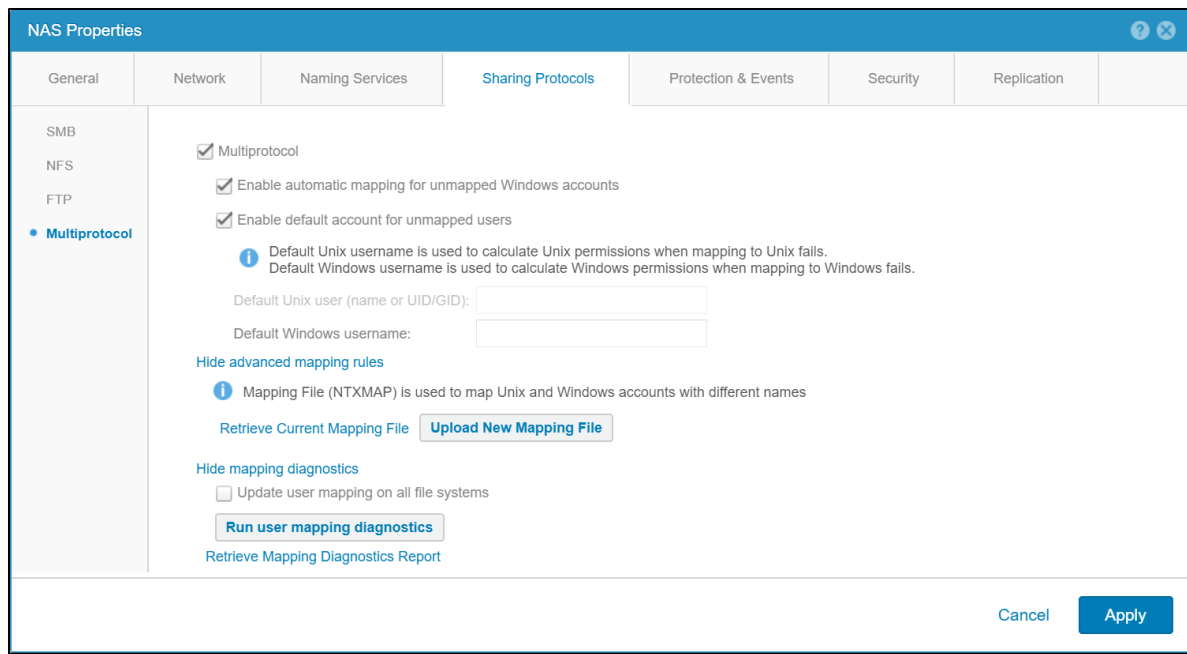 NAS Properties
General
Network
Naming Services
Sharing Protocols
Protection & Events
Security
Replication
SMB
NFS
FTP
Multiprotocol
Multiprotocol
Enable automatic mapping for unmapped Windows accounts
Enable default account for unmapped users
Default Unix username is used to calculate Unix permissions when mapping to Unix fails.
Default Windows username is used to calculate Windows permissions when mapping to Windows fails.
Default Unix user (name or UID/GID):
Default Windows username:
Hide advanced mapping rules
Mapping File (NTXMAP) is used to map Unix and Windows accounts with different names
Retrieve Current Mapping File
Upload New Mapping File
Hide mapping diagnostics
Update user mapping on all file systems
Run user mapping diagnostics
Retrieve Mapping Diagnostics Report
Cancel
Apply